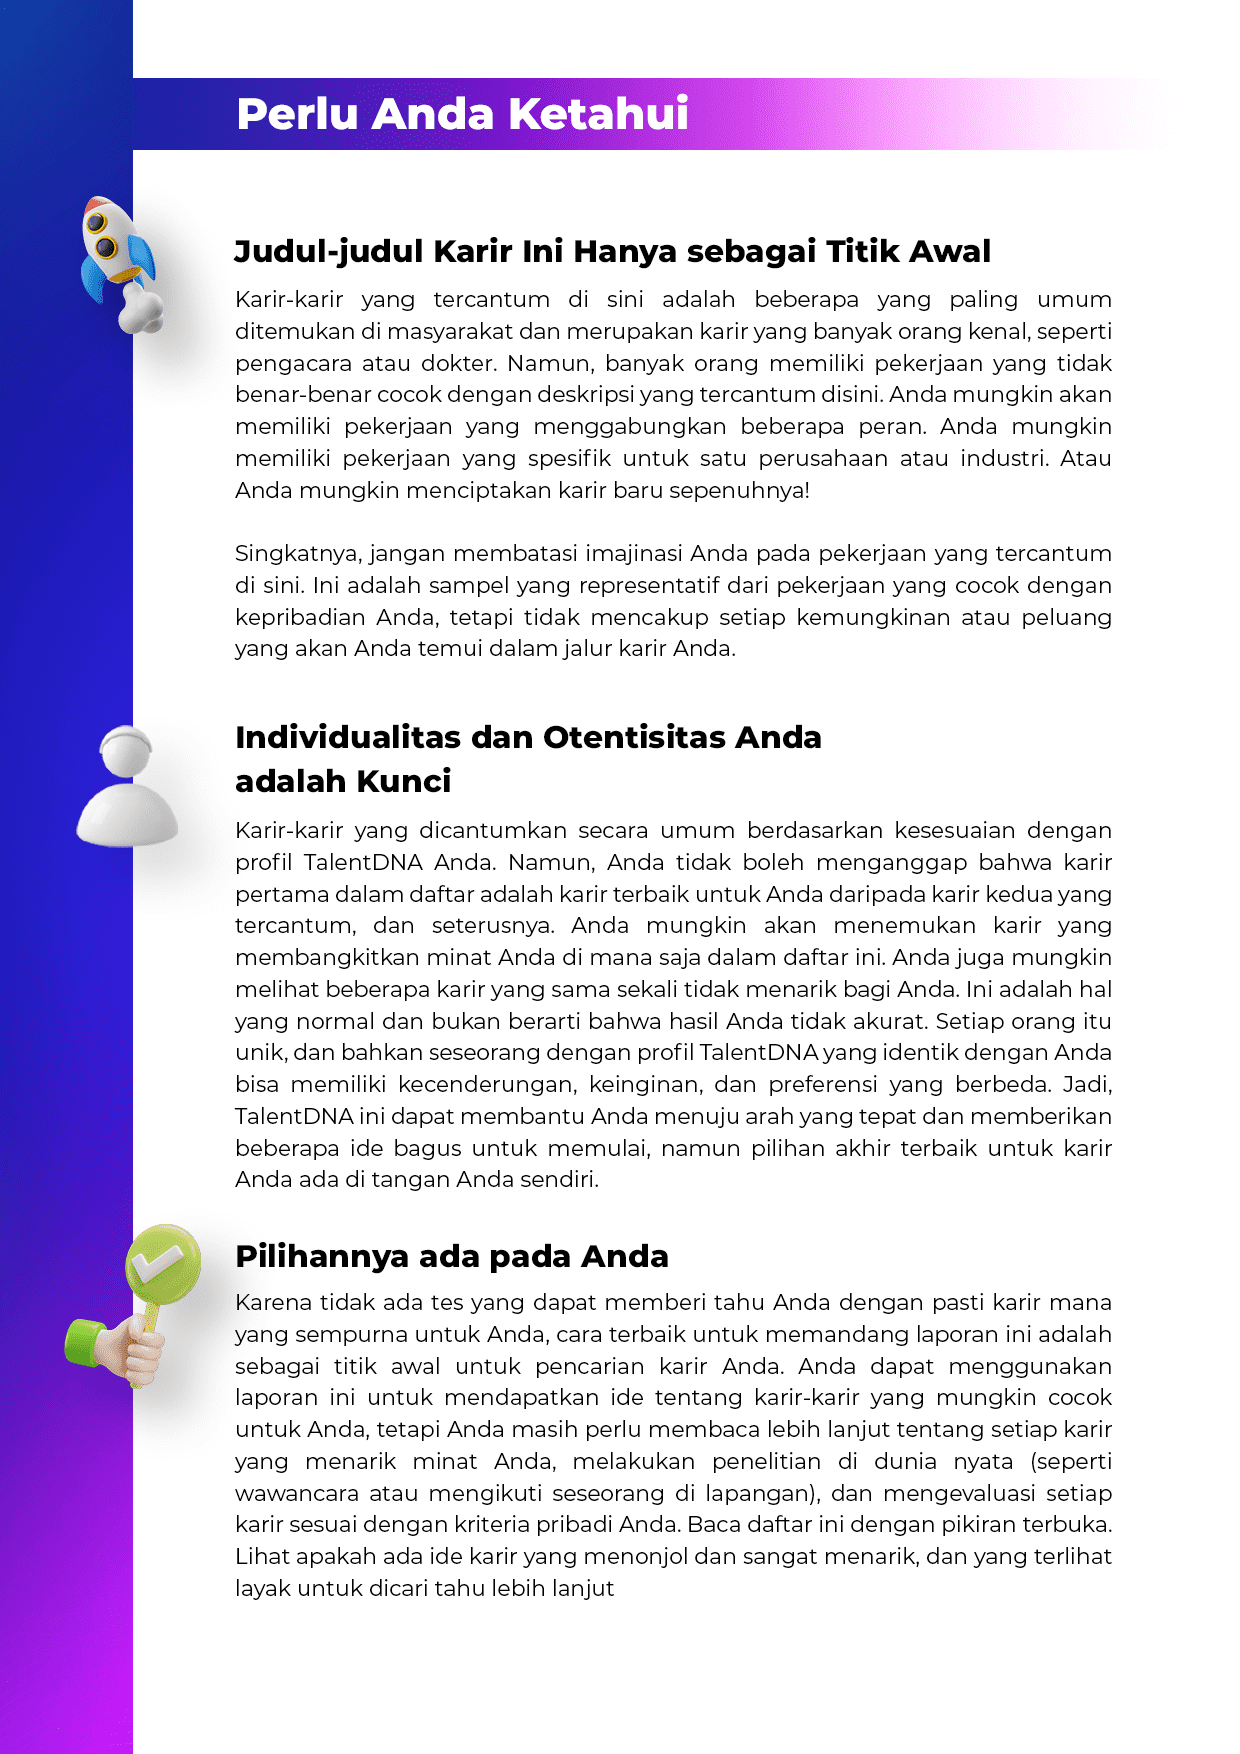 Perlu Anda Ketahui
Judul-judul Karir Ini Hanya sebagai Titik Awal
Karir-karir yang tercantum di sini adalah beberapa yang paling umum
ditemukan di masyarakat dan merupakan karir yang banyak orang kenal, seperti
pengacara atau dokter. Namun, banyak orang memiliki pekerjaan yang tidak
benar-benar cocok dengan deskripsi yang tercantum disini. Anda mungkin akan
memiliki pekerjaan yang menggabungkan beberapa peran. Anda mungkin
memiliki pekerjaan yang spesifik untuk satu perusahaan atau industri. Atau
Anda mungkin menciptakan karir baru sepenuhnya!
Singkatnya, jangan membatasi imajinasi Anda pada pekerjaan yang tercantum
di sini. Ini adalah sampel yang representatif dari pekerjaan yang cocok dengan
kepribadian Anda, tetapi tidak mencakup setiap kemungkinan atau peluang
yang akan Anda temui dalam jalur karir Anda.
Individualitas dan Otentisitas Anda
adalah Kunci
Karir-karir yang dicantumkan secara umum berdasarkan kesesuaian dengan
profil TalentDNA Anda. Namun, Anda tidak boleh menganggap bahwa karir
pertama dalam daftar adalah karir terbaik untuk Anda daripada karir kedua yang
tercantum, dan seterusnya. Anda mungkin akan menemukan karir yang
membangkitkan minat Anda di mana saja dalam daftar ini. Anda juga mungkin
melihat beberapa karir yang sama sekali tidak menarik bagi Anda. Ini adalah hal
yang normal dan bukan berarti bahwa hasil Anda tidak akurat. Setiap orang itu
unik, dan bahkan seseorang dengan profil TalentDNA yang identik dengan Anda
bisa memiliki kecenderungan, keinginan, dan preferensi yang berbeda. Jadi,
TalentDNA ini dapat membantu Anda menuju arah yang tepat dan memberikan
beberapa ide bagus untuk memulai, namun pilihan akhir terbaik untuk karir
Anda ada di tangan Anda sendiri.
Pilihannya ada pada Anda
Karena tidak ada tes yang dapat memberi tahu Anda dengan pasti karir mana
yang sempurna untuk Anda, cara terbaik untuk memandang laporan ini adalah
sebagai titik awal untuk pencarian karir Anda. Anda dapat menggunakan
laporan ini untuk mendapatkan ide tentang karir-karir yang mungkin cocok
untuk Anda, tetapi Anda masih perlu membaca lebih lanjut tentang setiap karir
yang menarik minat Anda, melakukan penelitian di dunia nyata (seperti
wawancara atau mengikuti seseorang di lapangan), dan mengevaluasi setiap
karir sesuai dengan kriteria pribadi Anda. Baca daftar ini dengan pikiran terbuka.
Lihat apakah ada ide karir yang menonjol dan sangat menarik, dan yang terlihat
layak untuk dicari tahu lebih lanjut